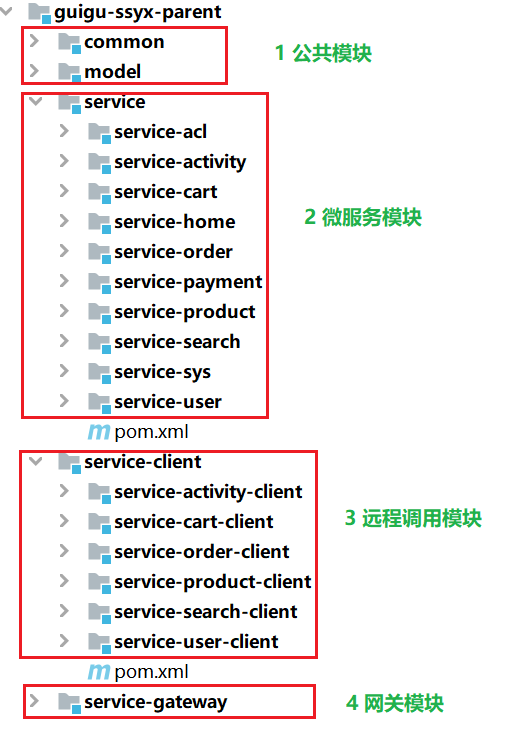 guigu-ssyx-parent
common
model
1 公共模块
service
service-acl
service-activity
service-cart
service-home
service-order
service-payment
service-product
service-search
service-sys
service-user
2 微服务模块
m pom.xml
service-client
service-activity-client
service-cart-client
service-order-client
service-product-client
service-search-client
service-user-client
3 远程调用模块
m pom.xml
service-gateway
4 网关模块